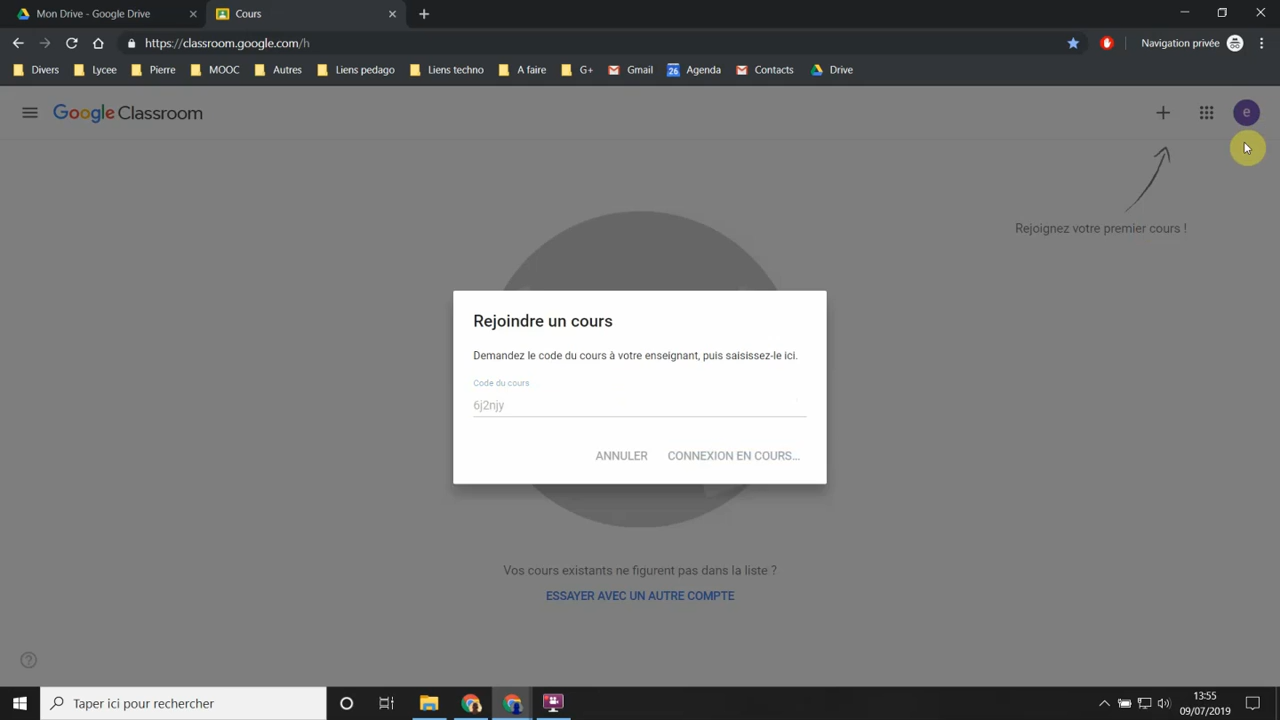 Mon Drive - Google Drive
Cours
https://classroom.google.com/h
Navigation privée
Divers
Lycee
Pierre
MOOC
Autres
Liens pedago
Liens techno
A faire
G+
Gmail
26
Agenda
Contacts
Drive
Google Classroom
e
Rejoignez votre premier cours !
Rejoindre un cours
Demandez le code du cours à votre enseignant, puis saisissez-le ici.
Code du cours
6j2njy
ANNULER
CONNEXION EN COURS...
Vos cours existants ne figurent pas dans la liste ?
ESSAYER AVEC UN AUTRE COMPTE
Taper ici pour rechercher
13:55
09/07/2019